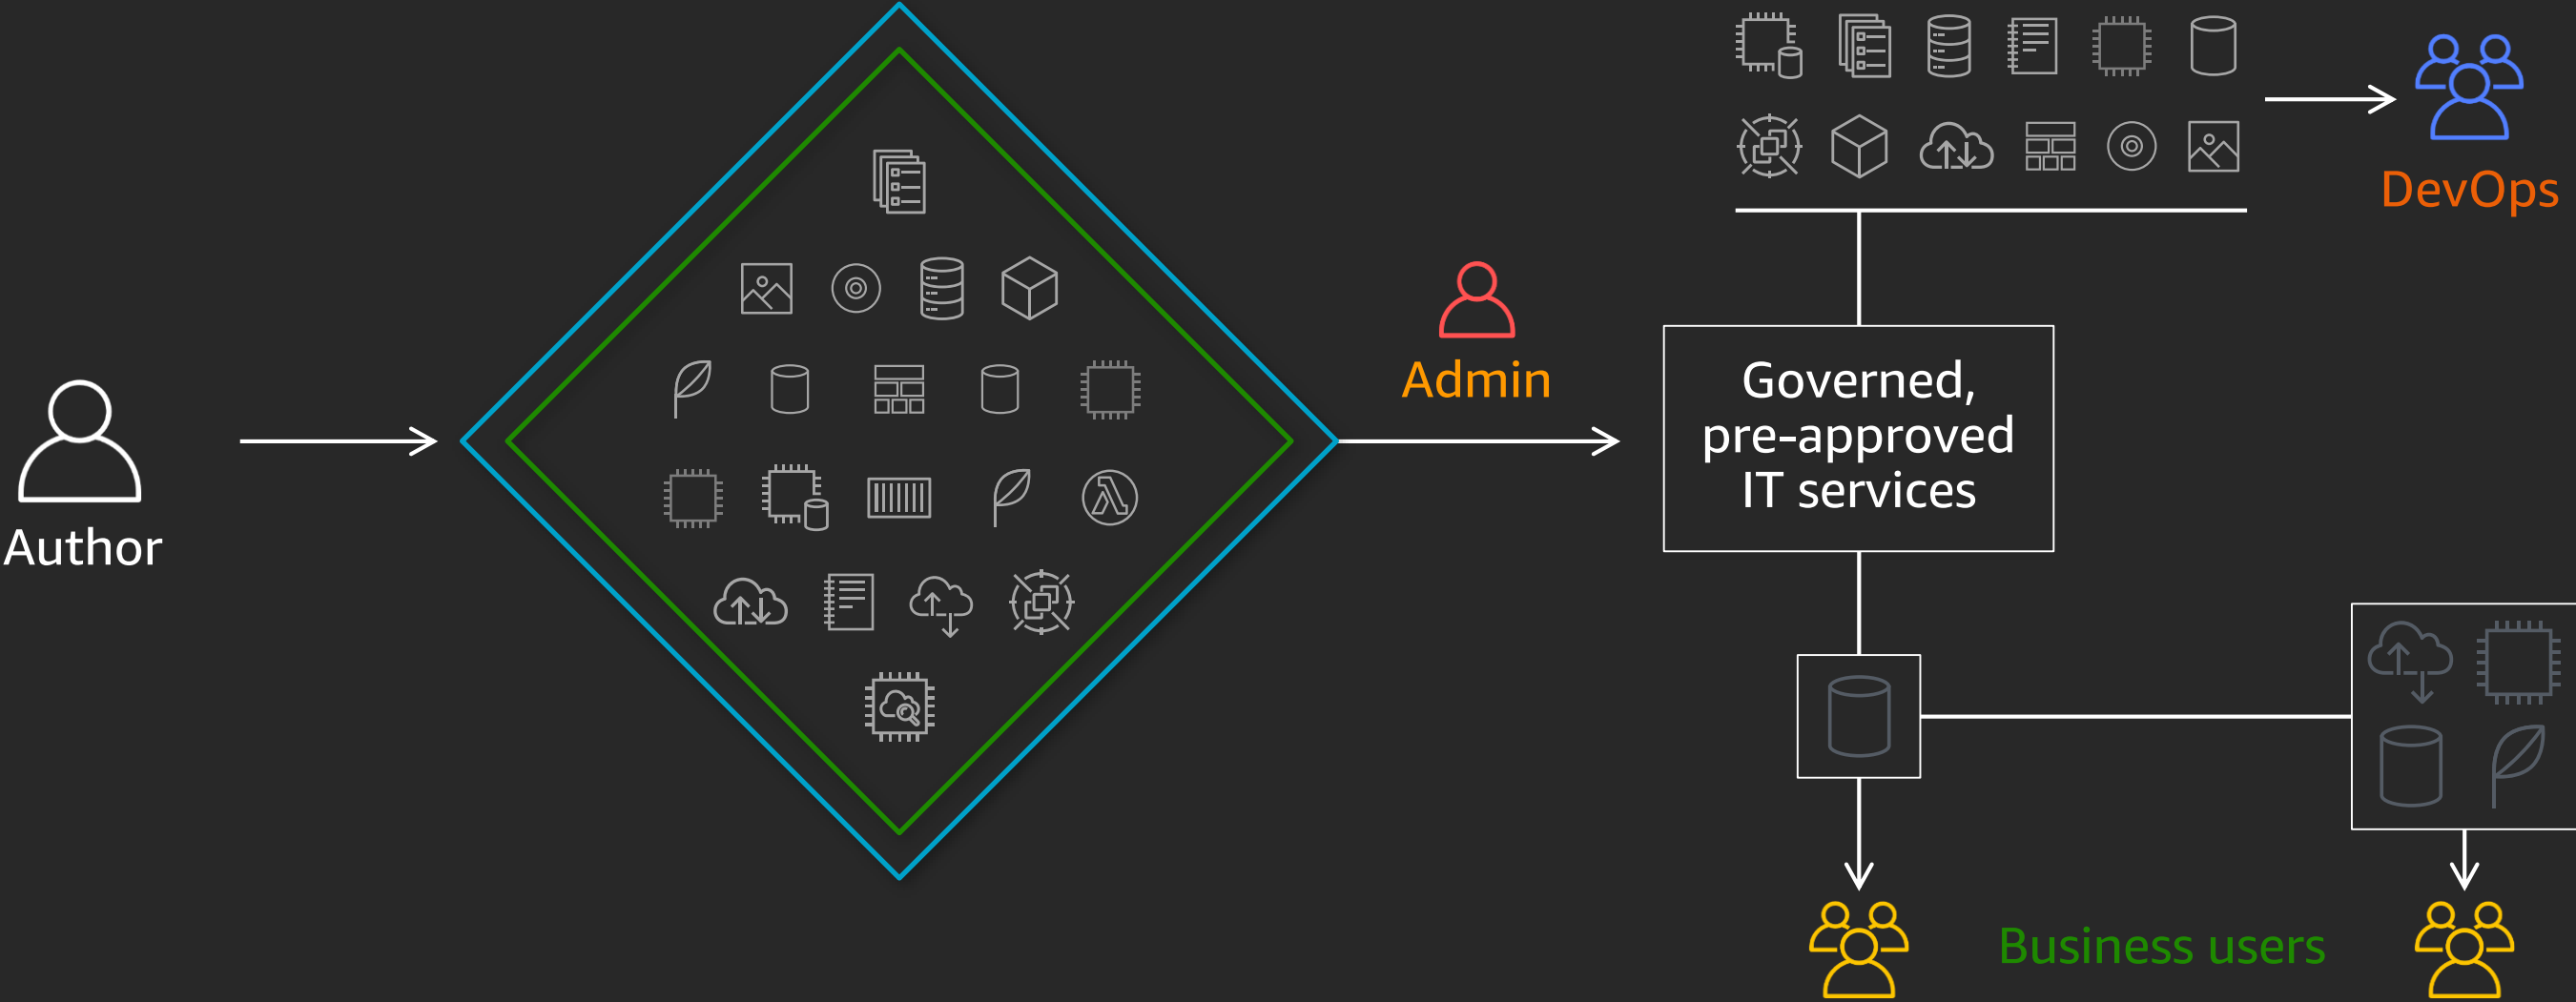 Author
Admin
Governed,
pre-approved
IT services
DevOps
Business users